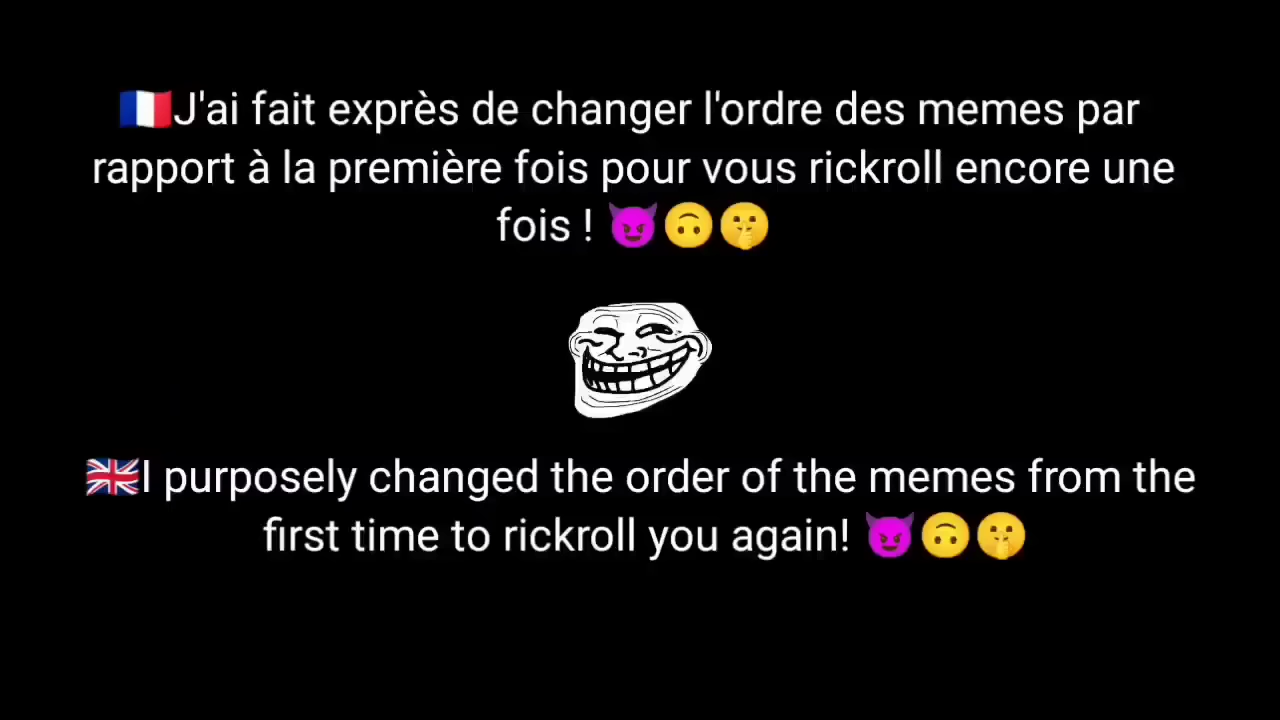 🇫🇷J'ai fait exprès de changer l'ordre des memes par
rapport à la première fois pour vous rickroll encore une
fois ! 😈🙃🤫
🇬🇧I purposely changed the order of the memes from the
first time to rickroll you again! 😈🙃🤫